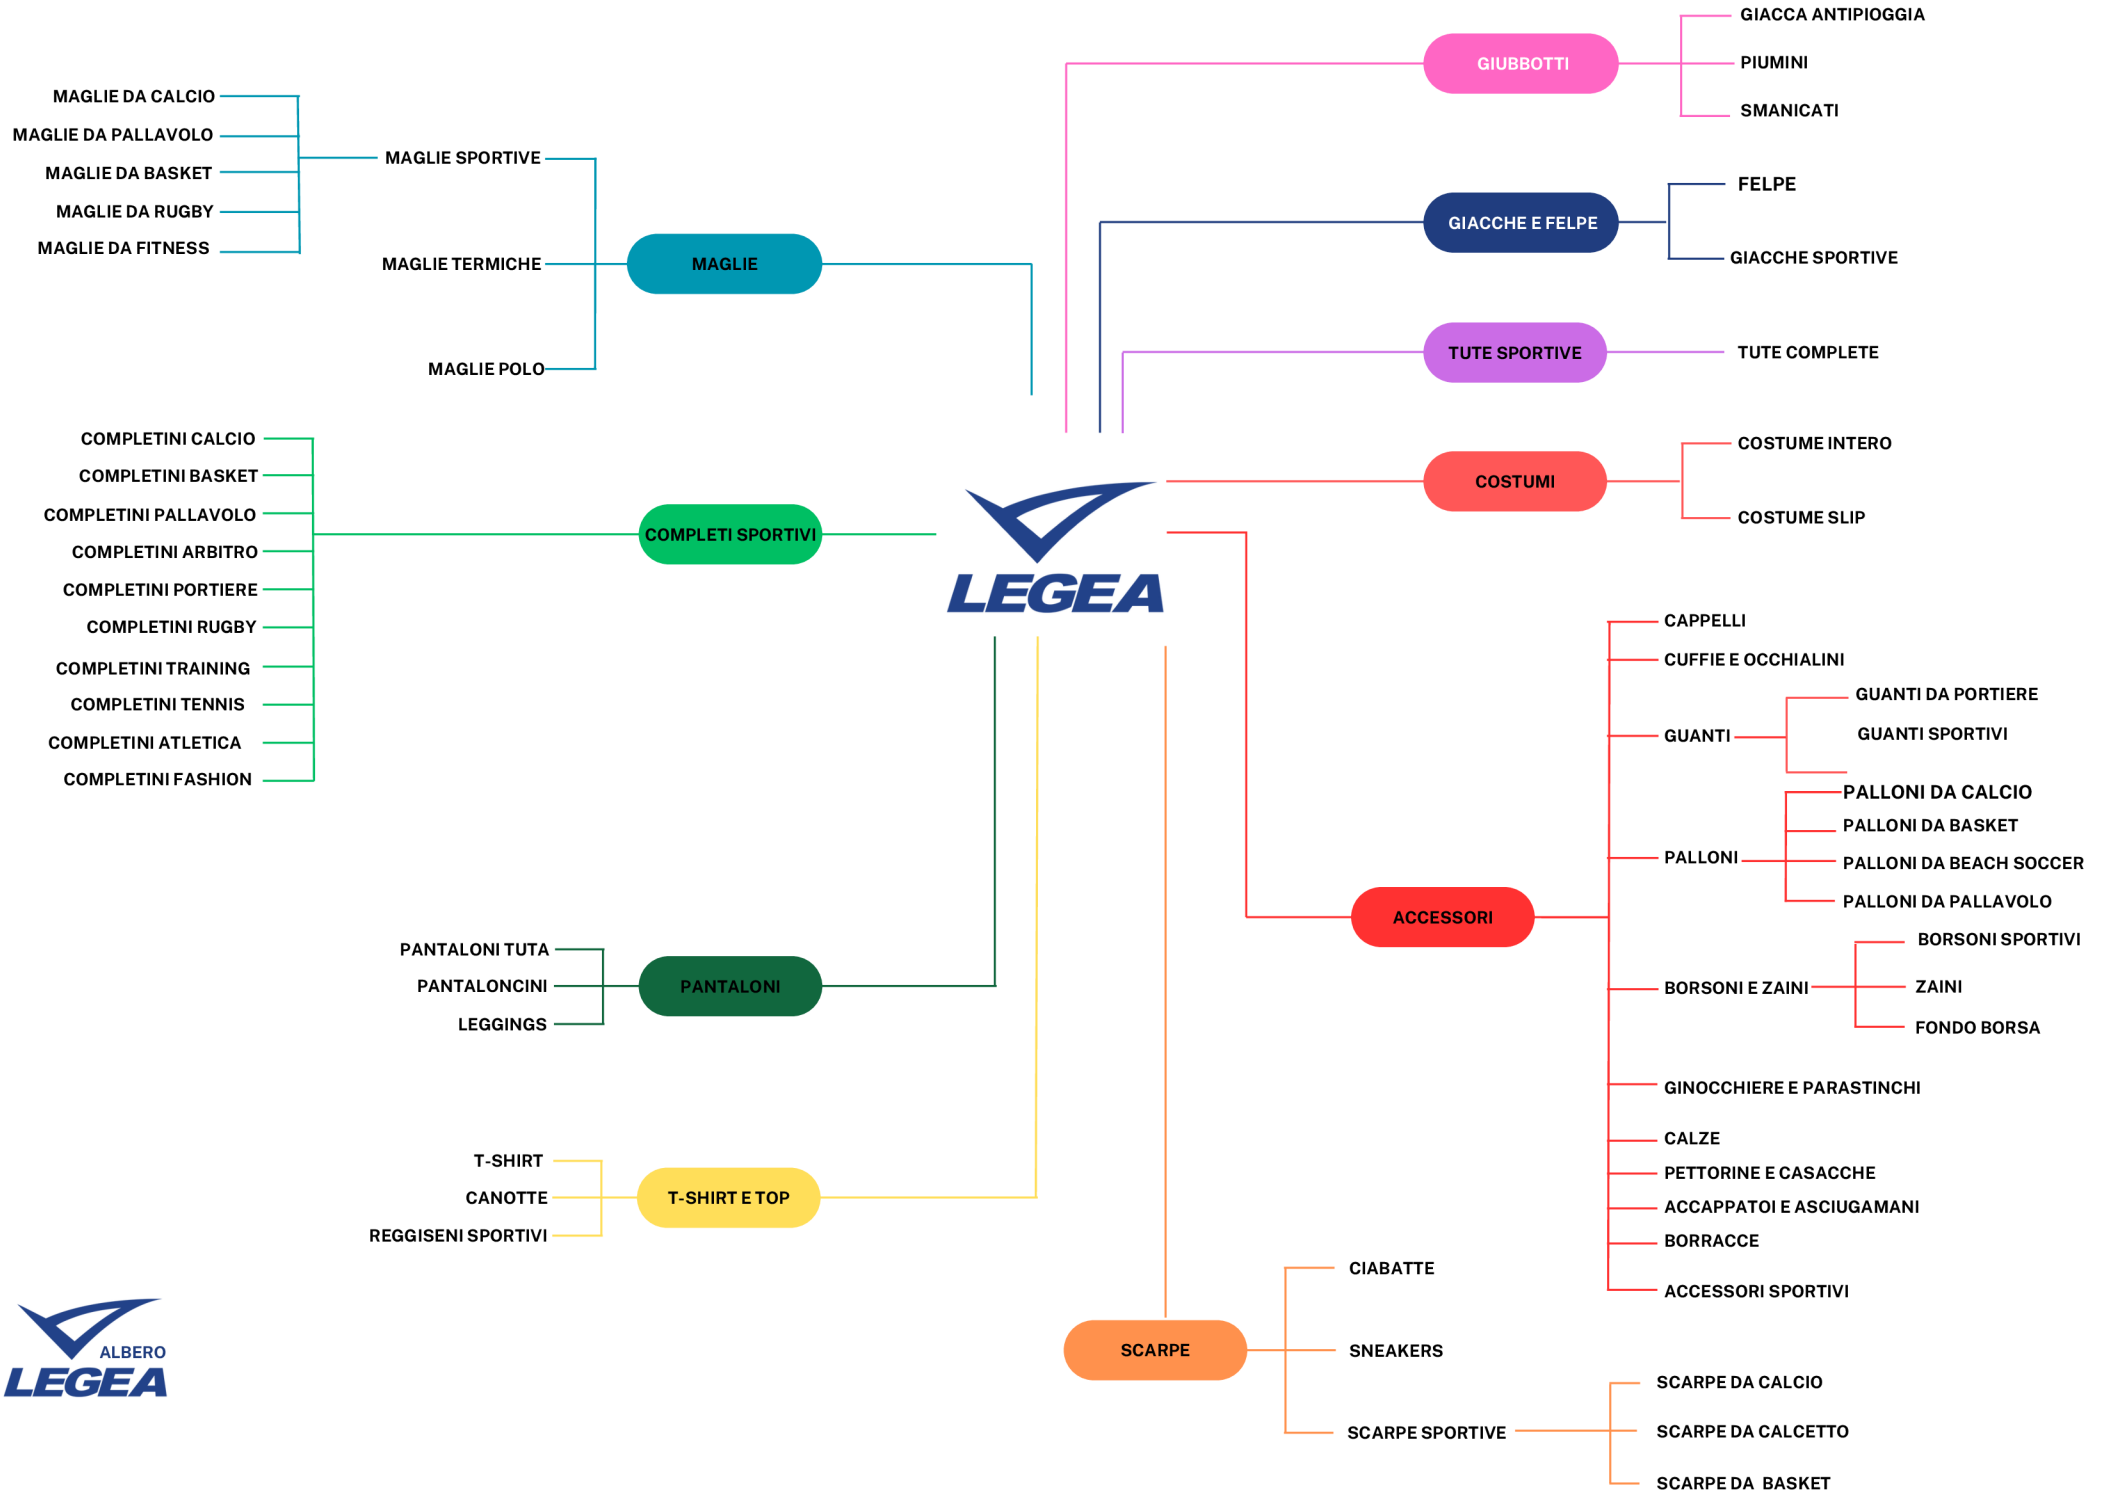 GIUBBOTTI
GIACCA ANTIPIOGGIA
PIUMINI
SMANICATI
GIACCHE E FELPE
FELPE
GIACCHE SPORTIVE
TUTE SPORTIVE
TUTE COMPLETE
COSTUMI
COSTUME INTERO
COSTUME SLIP
MAGLIE
MAGLIE SPORTIVE
MAGLIE DA CALCIO
MAGLIE DA PALLAVOLO
MAGLIE DA BASKET
MAGLIE DA RUGBY
MAGLIE DA FITNESS
MAGLIE TERMICHE
MAGLIE POLO
COMPLETI SPORTIVI
COMPLETINI CALCIO
COMPLETINI BASKET
COMPLETINI PALLAVOLO
COMPLETINI ARBITRO
COMPLETINI PORTIERE
COMPLETINI RUGBY
COMPLETINI TRAINING
COMPLETINI TENNIS
COMPLETINI ATLETICA
COMPLETINI FASHION
LEGEA
PANTALONI
PANTALONI TUTA
PANTALONCINI
LEGGINGS
T-SHIRT E TOP
T-SHIRT
CANOTTE
REGGISENI SPORTIVI
ACCESSORI
CAPPELLI
CUFFIE E OCCHIALINI
GUANTI
GUANTI DA PORTIERE
GUANTI SPORTIVI
PALLONI
PALLONI DA CALCIO
PALLONI DA BASKET
PALLONI DA BEACH SOCCER
PALLONI DA PALLAVOLO
BORSONI E ZAINI
BORSONI SPORTIVI
ZAINI
FONDO BORSA
GINOCCHIERE E PARASTINCHI
CALZE
PETTORINE E CASACCHE
ACCAPPATOI E ASCIUGAMANI
BORRACCE
ACCESSORI SPORTIVI
SCARPE
CIABATTE
SNEAKERS
SCARPE SPORTIVE
SCARPE DA CALCIO
SCARPE DA CALCETTO
SCARPE DA  BASKET
ALBERO
LEGEA